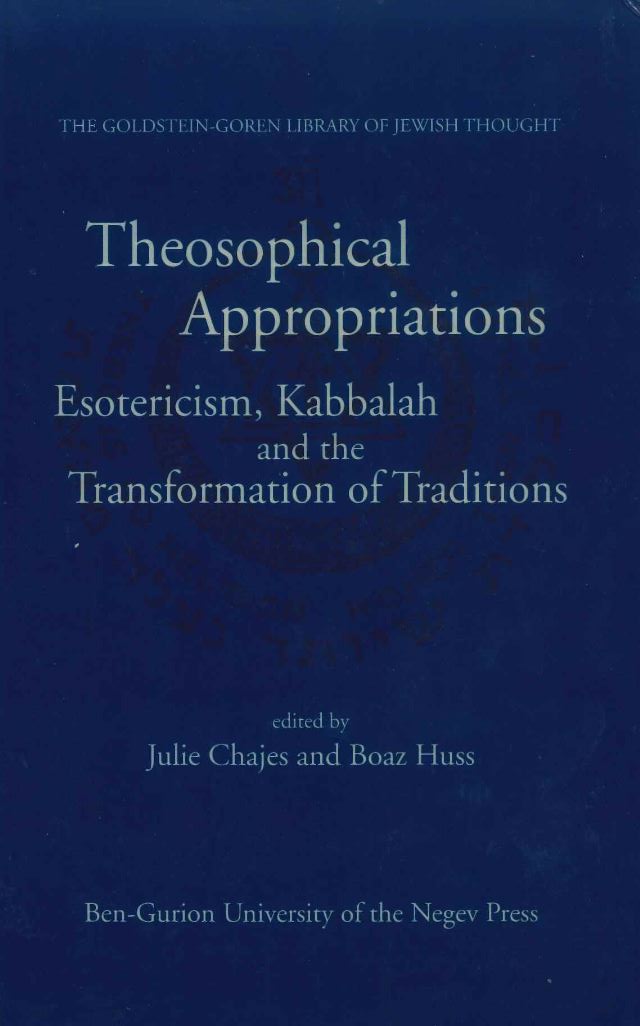 THE GOLDSTEIN-GOREN LIBRARY OF JEWISH THOUGHT
Theosophical
Appropriations
Esotericism, Kabbalah
and the
Transformation of Traditions
edited by
Julie Chajes and Boaz Huss
Ben-Gurion University of the Negev Press